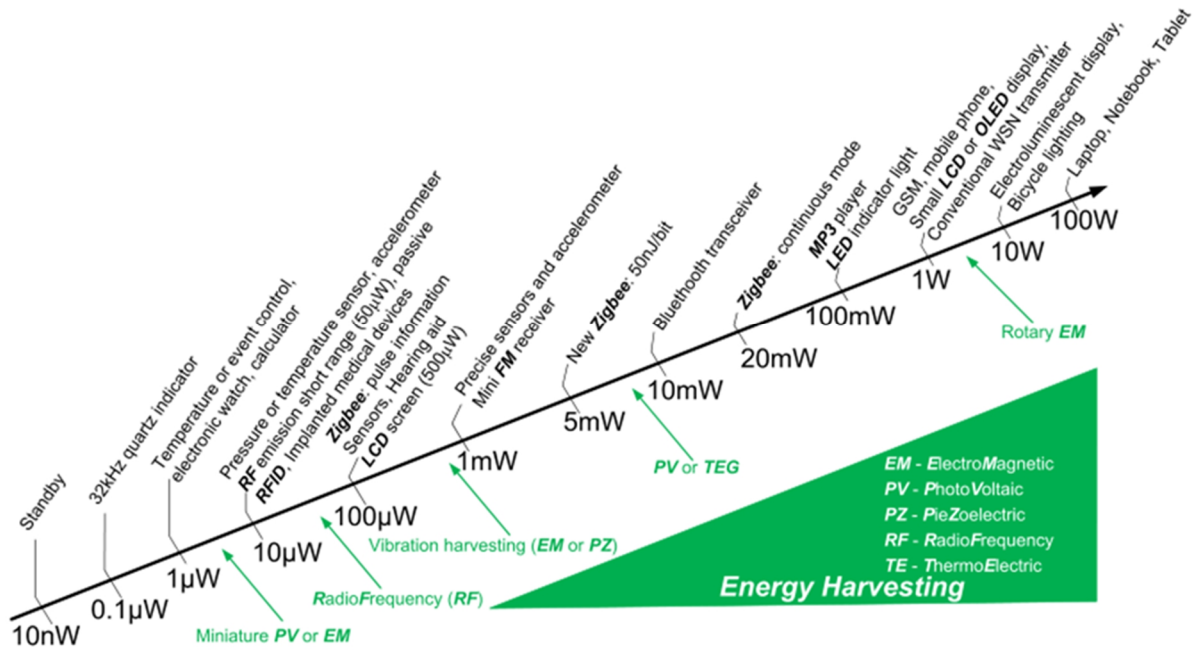 Standby
32kHz quartz indicator
Temperature or event control,
electronic watch, calculator
Pressure or temperature sensor, accelerometer
RF emission short range (50µW), passive
RFID, Implanted medical devices
Zigbee: pulse information
Sensors, Hearing aid
LCD screen (500µW)
Precise sensors and accelerometer
Mini FM receiver
New Zigbee: 50nJ/bit
Bluethooth transceiver
Zigbee: continuous mode
MP3 player
LED indicator light
GSM, mobile phone,
Small LCD or OLED display,
Conventional WSN transmitter
Electroluminescent display,
Bicycle lighting
Laptop, Notebook, Tablet
10nW
0.1µW
1µW
10µW
100µW
1mW
5mW
10mW
20mW
100mW
1W
10W
100W
Miniature PV or EM
RadioFrequency (RF)
Vibration harvesting (EM or PZ)
PV or TEG
Rotary EM
EM - ElectroMagnetic
PV - PhotoVoltaic
PZ - PieZoelectric
RF - RadioFrequency
TE - ThermoElectric
Energy Harvesting